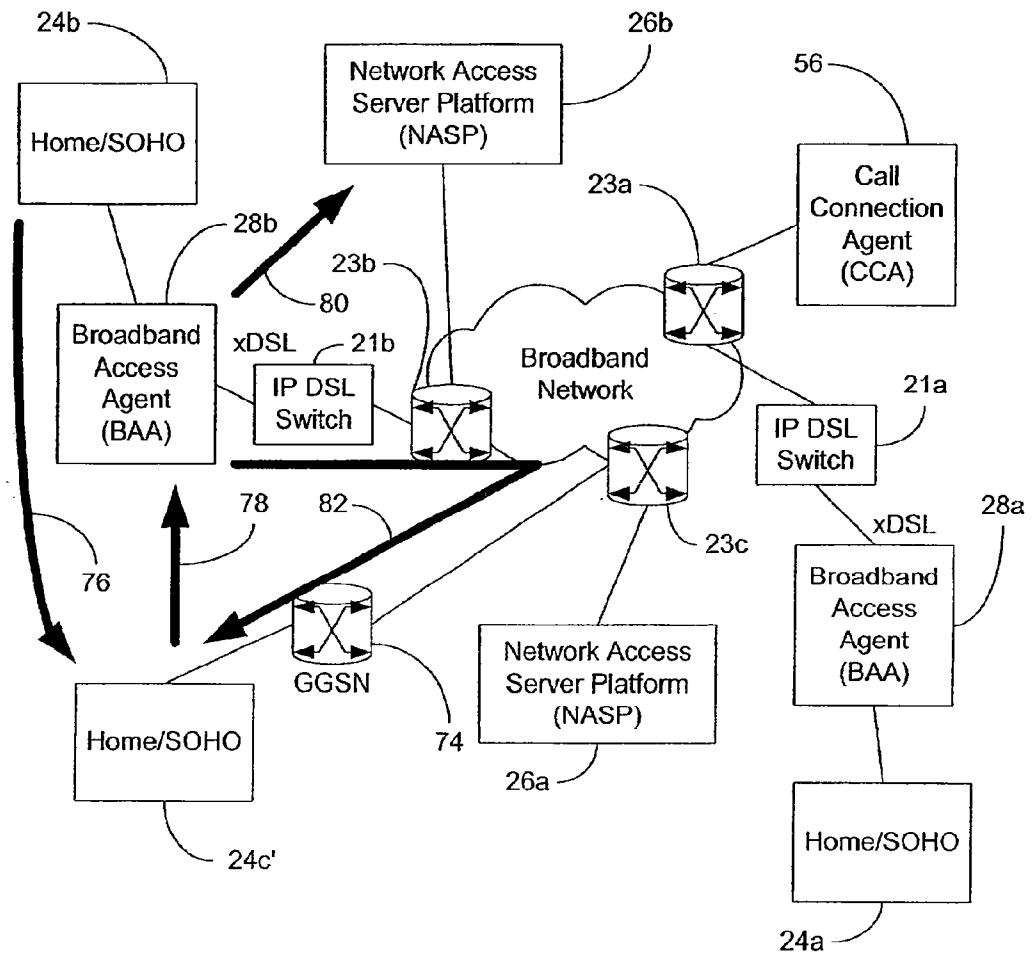 24b
26b
56
Home/SOHO
Network Access
Server Platform
(NASP)
Call
Connection
Agent
(CCA)
23a
28b
23b
80
Broadband
Access
Agent
(BAA)
xDSL
21b
IP DSL
Switch
Broadband
Network
21a
IP DSL
Switch
78
82
76
23c
xDSL
28a
Broadband
Access
Agent
(BAA)
GGSN
74
Network Access
Server Platform
(NASP)
26a
Home/SOHO
24c'
Home/SOHO
24a